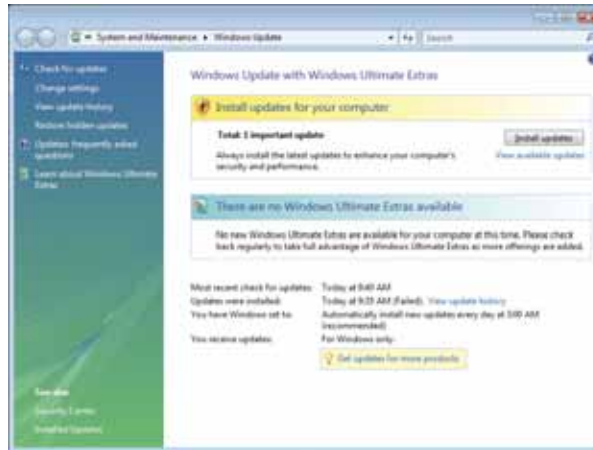 System and Maintenance ▸ Windows Update
Search
Check for updates
Change settings
View update history
Restore hidden updates
Updates: frequently asked
questions
Learn about Windows Ultimate
Extras
Windows Update with Windows Ultimate Extras
Install updates for your computer
Total: 1 important update
Install updates
Always install the latest updates to enhance your computer's
security and performance.
View available updates
There are no Windows Ultimate Extras available
No new Windows Ultimate Extras are available for your computer at this time. Please check
back regularly to take full advantage of Windows Ultimate Extras as more offerings are added.
Most recent check for updates: Today at 9:40 AM
Updates were installed: Today at 9:39 AM (Failed). View update history
You have Windows set to: Automatically install new updates every day at 3:00 AM
(recommended)
You receive updates: For Windows only.
Get updates for more products
See also
Security Center
Installed Updates